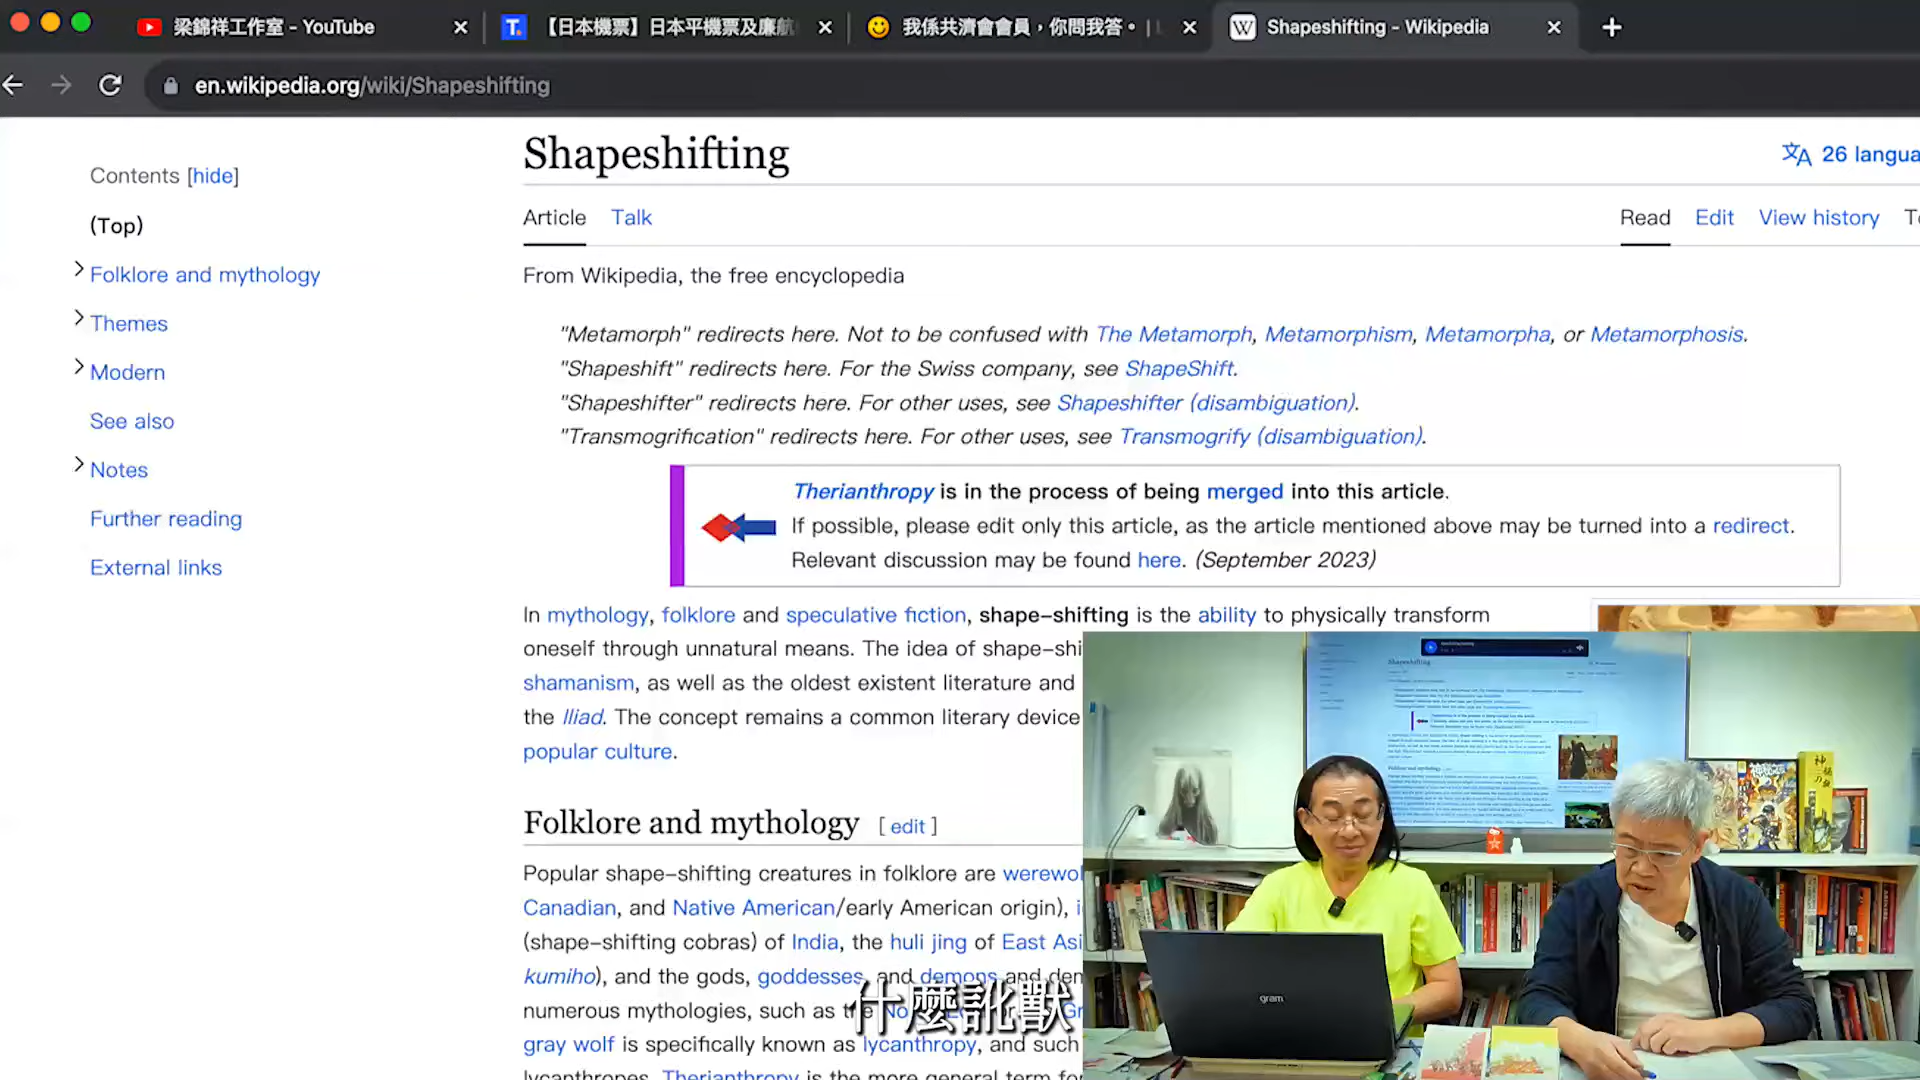 梁錦祥工作室 - YouTube
【日本機票】日本平機票及廉航
我係共濟會會員，你問我答。 |
Shapeshifting - Wikipedia
en.wikipedia.org/wiki/Shapeshifting
Contents [hide]
(Top)
Folklore and mythology
Themes
Modern
See also
Notes
Further reading
External links
Shapeshifting
26 langua
Article Talk
Read Edit View history
From Wikipedia, the free encyclopedia
"Metamorph" redirects here. Not to be confused with The Metamorph, Metamorphism, Metamorpha, or Metamorphosis.
"Shapeshift" redirects here. For the Swiss company, see ShapeShift.
"Shapeshifter" redirects here. For other uses, see Shapeshifter (disambiguation).
"Transmogrification" redirects here. For other uses, see Transmogrify (disambiguation).
Therianthropy is in the process of being merged into this article.
If possible, please edit only this article, as the article mentioned above may be turned into a redirect.
Relevant discussion may be found here. (September 2023)
In mythology, folklore and speculative fiction, shape-shifting is the ability to physically transform
oneself through unnatural means. The idea of shape-shi
shamanism, as well as the oldest existent literature and
the Iliad. The concept remains a common literary device
popular culture.
Folklore and mythology [ edit ]
Popular shape-shifting creatures in folklore are werewol
Canadian, and Native American/early American origin), i
(shape-shifting cobras) of India, the huli jing of East Asi
kumiho), and the gods, goddesses, and demons and den
numerous mythologies, such as the
gray wolf is specifically known as lycanthropy, and such
lycanthropes. Therianthropy is the more general term fo
什麼訛獸
gram